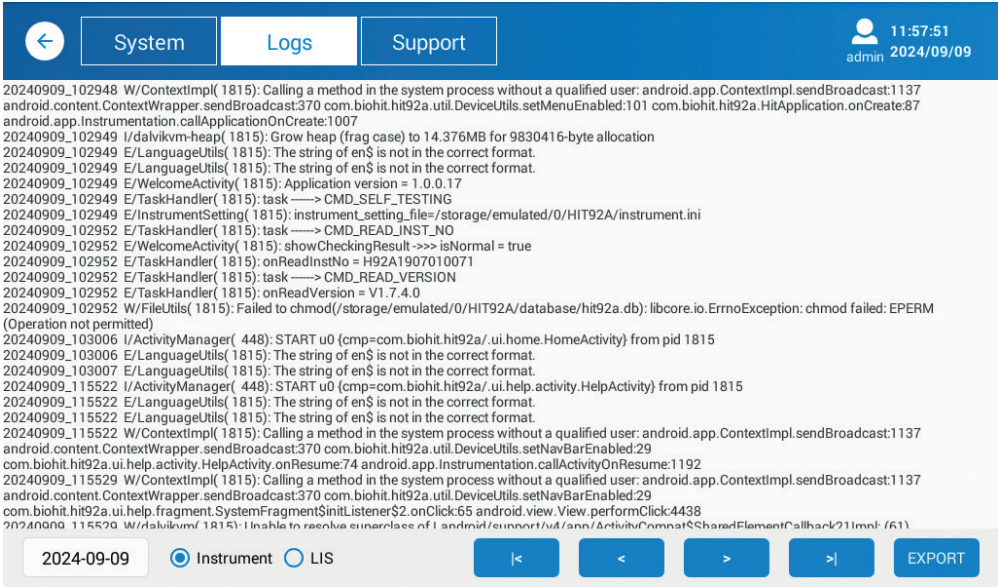 System
Logs
Support
11:57:51
admin 2024/09/09
20240909_102948 W/ContextImpl( 1815): Calling a method in the system process without a qualified user: android.app.ContextImpl.sendBroadcast:1137
android.content.ContextWrapper.sendBroadcast:370 com.biohit.hit92a.util.DeviceUtils.setMenuEnabled:101 com.biohit.hit92a.HitApplication.onCreate:87
android.app.Instrumentation.callApplicationOnCreate:1007
20240909_102949 I/dalvikvm-heap( 1815): Grow heap (frag case) to 14.376MB for 9830416-byte allocation
20240909_102949 E/LanguageUtils( 1815): The string of en$ is not in the correct format.
20240909_102949 E/LanguageUtils( 1815): The string of en$ is not in the correct format.
20240909_102949 E/WelcomeActivity( 1815): Application version = 1.0.0.17
20240909_102949 E/TaskHandler( 1815): task ------> CMD_SELF_TESTING
20240909_102949 E/InstrumentSetting( 1815): instrument_setting_file=/storage/emulated/0/HIT92A/instrument.ini
20240909_102952 E/TaskHandler( 1815): task ------> CMD_READ_INST_NO
20240909_102952 E/WelcomeActivity( 1815): showCheckingResult ->>> isNormal = true
20240909_102952 E/TaskHandler( 1815): onReadInstNo = H92A1907010071
20240909_102952 E/TaskHandler( 1815): task ------> CMD_READ_VERSION
20240909_102952 E/TaskHandler( 1815): onReadVersion = V1.7.4.0
20240909_102952 W/FileUtils( 1815): Failed to chmod(/storage/emulated/0/HIT92A/database/hit92a.db): libcore.io.ErrnoException: chmod failed: EPERM
(Operation not permitted)
20240909_103006 I/ActivityManager( 448): START u0 {cmp=com.biohit.hit92a/.ui.home.HomeActivity} from pid 1815
20240909_103006 E/LanguageUtils( 1815): The string of en$ is not in the correct format.
20240909_103007 E/LanguageUtils( 1815): The string of en$ is not in the correct format.
20240909_115522 I/ActivityManager( 448): START u0 {cmp=com.biohit.hit92a/.ui.help.activity.HelpActivity} from pid 1815
20240909_115522 E/LanguageUtils( 1815): The string of en$ is not in the correct format.
20240909_115522 E/LanguageUtils( 1815): The string of en$ is not in the correct format.
20240909_115522 W/ContextImpl( 1815): Calling a method in the system process without a qualified user: android.app.ContextImpl.sendBroadcast:1137
android.content.ContextWrapper.sendBroadcast:370 com.biohit.hit92a.util.DeviceUtils.setNavBarEnabled:29
com.biohit.hit92a.ui.help.activity.HelpActivity.onResume:74 android.app.Instrumentation.callActivityOnResume:1192
20240909_115529 W/ContextImpl( 1815): Calling a method in the system process without a qualified user: android.app.ContextImpl.sendBroadcast:1137
android.content.ContextWrapper.sendBroadcast:370 com.biohit.hit92a.util.DeviceUtils.setNavBarEnabled:29
com.biohit.hit92a.ui.help.fragment.SystemFragment$initListener$2.onClick:65 android.view.View.performClick:4438
20240909_115529 W/dalvikvm( 1815): Unable to resolve superclass of Landroid/support/v4/app/ActivityCompat$SharedElementCallback21Impl; (61)
2024-09-09
Instrument
LIS
|<
<
>
>|
EXPORT